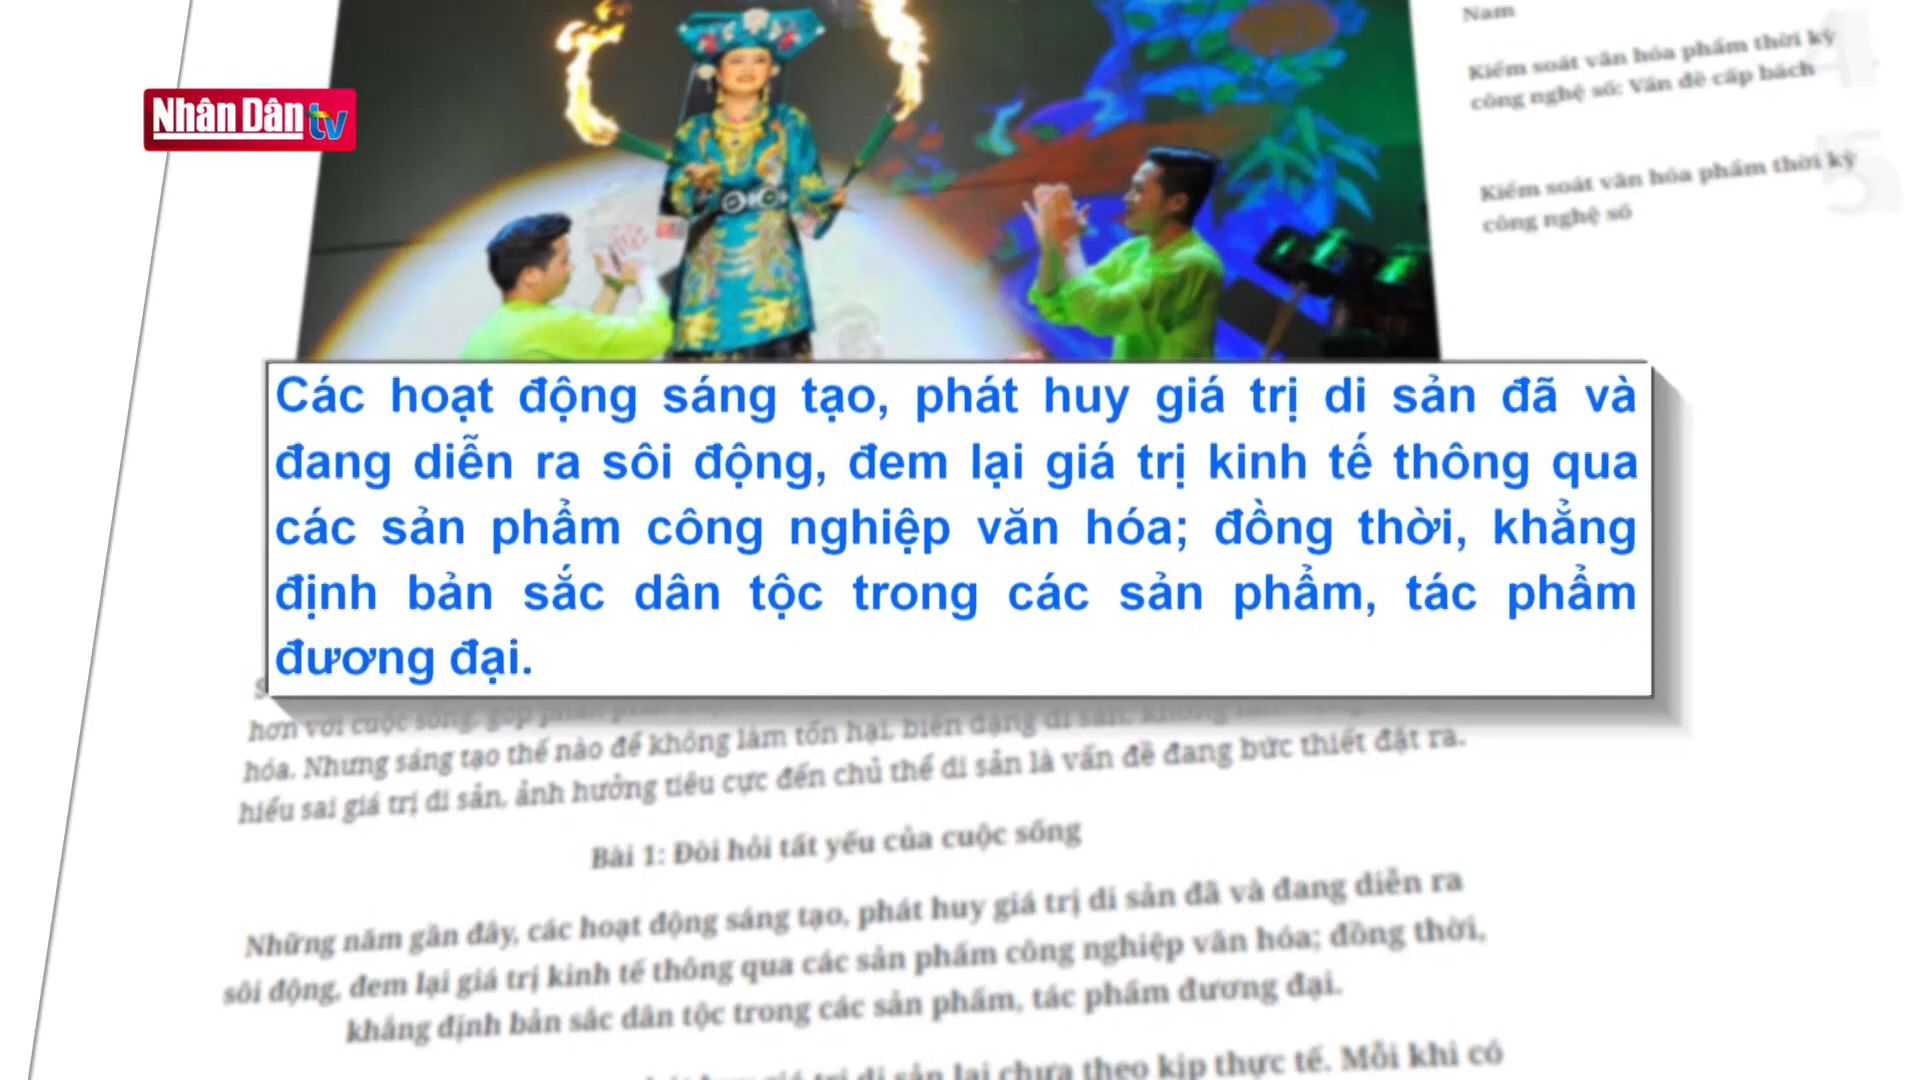 Nhân Dân tv
Nam
Kiểm soát văn hóa phẩm thời kỳ
công nghệ số: Vấn đề cấp bách
4
Kiểm soát văn hóa phẩm thời kỳ
công nghệ số
5
Các hoạt động sáng tạo, phát huy giá trị di sản đã và
đang diễn ra sôi động, đem lại giá trị kinh tế thông qua
các sản phẩm công nghiệp văn hóa; đồng thời, khẳng
định bản sắc dân tộc trong các sản phẩm, tác phẩm
đương đại.
hơn với cuộc sống, góp phần
hóa. Nhưng sáng tạo thế nào để không làm tổn hại, biến dạng di sản, không
hiểu sai giá trị di sản, ảnh hưởng tiêu cực đến chủ thể di sản là vấn đề đang bức thiết đặt ra.
Bài 1: Đòi hỏi tất yếu của cuộc sống
Những năm gần đây, các hoạt động sáng tạo, phát huy giá trị di sản đã và đang diễn ra
sôi động, đem lại giá trị kinh tế thông qua các sản phẩm công nghiệp văn hóa; đồng thời,
khẳng định bản sắc dân tộc trong các sản phẩm, tác phẩm đương đại.
huy giá trị di sản lại chưa theo kịp thực tế. Mỗi khi có